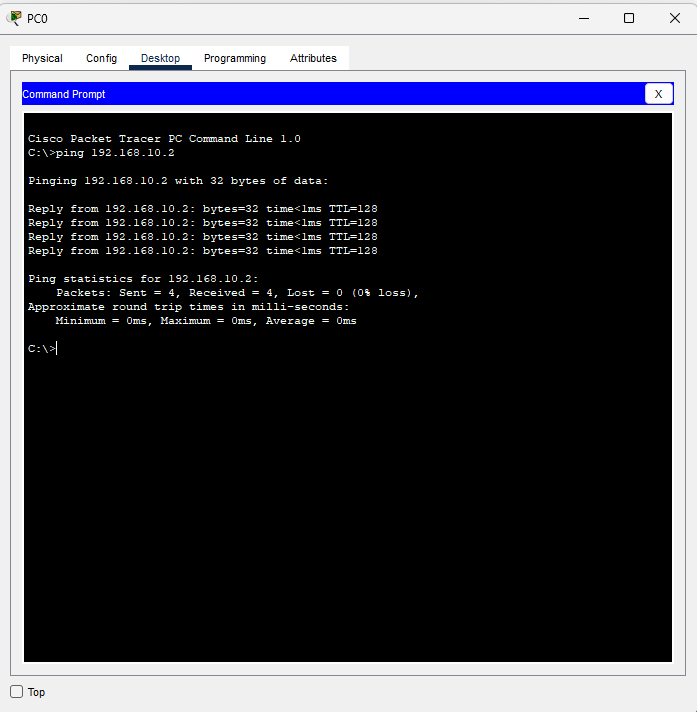 PC0
Physical Config Desktop Programming Attributes
Command Prompt X
Cisco Packet Tracer PC Command Line 1.0
C:\>ping 192.168.10.2
Pinging 192.168.10.2 with 32 bytes of data:
Reply from 192.168.10.2: bytes=32 time<1ms TTL=128
Reply from 192.168.10.2: bytes=32 time<1ms TTL=128
Reply from 192.168.10.2: bytes=32 time<1ms TTL=128
Reply from 192.168.10.2: bytes=32 time<1ms TTL=128
Ping statistics for 192.168.10.2:
Packets: Sent = 4, Received = 4, Lost = 0 (0% loss),
Approximate round trip times in milli-seconds:
Minimum = 0ms, Maximum = 0ms, Average = 0ms
C:\>
Top